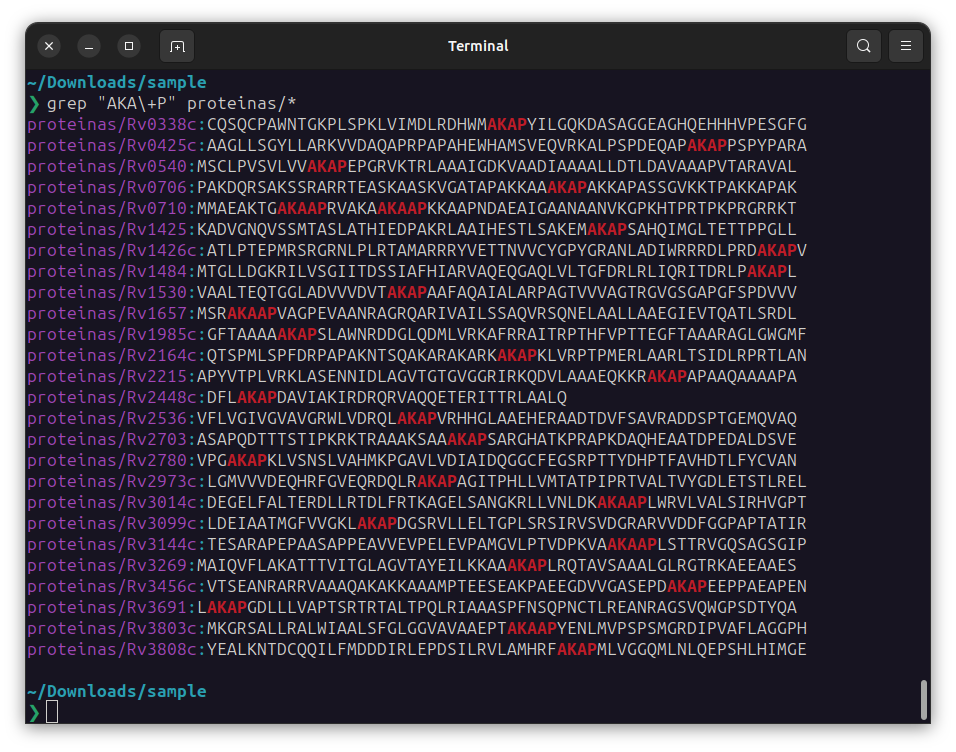 Terminal
~/Downloads/sample
❯ grep "AKA\+P" proteinas/*
proteinas/Rv0338c:CQSQCPAWNTGKPLSPKLVIMDLRDHWMAKAPYILGQKDASAGGEAGHQEHHHVPESGFG
proteinas/Rv0425c:AAGLLSGYLLARKVVDAQAPRPAPAHEWHAMSVEQVRKALPSPDEQAPAKAPPSPYPARA
proteinas/Rv0540:MSCLPVSVLVVAKAPEPGRVKTRLAAAIGDKVAADIAAAALLDTLDAVAAAPVTARAVAL
proteinas/Rv0706:PAKDQRSAKSSRARRTEASKAASKVGATAPAKKAAAKAPAKKAPASSGVKKTPAKKAPAK
proteinas/Rv0710:MMAEAKTGAKAAPRVAKAAKAAPKKAAPNDAEAIGAANAANVKGPKHTPRTPKPRGRRKT
proteinas/Rv1425:KADVGNQVSSMTASLATHIEDPAKRLAAIHESTLSAKEMAKAPSAHQIMGLTETTPPGLL
proteinas/Rv1426c:ATLPTEPMRSRGRNLPLRTAMARRRYVETTNVVCYGPYGRANLADIWRRRDLPRDAKAPV
proteinas/Rv1484:MTGLLDGKRILVSGIITDSSIAFHIARVAQEQGAQLVLTGFDRLRLIQRITDRLPAKAPL
proteinas/Rv1530:VAALTEQTGGLADVVVDVTAKAPAAFAQAIALARPAGTVVVAGTRGVGSGAPGFSPDVVV
proteinas/Rv1657:MSRAKAAPVAGPEVAANRAGRQARIVAILSSAQVRSQNELAALLAAEGIEVTQATLSRDL
proteinas/Rv1985c:GFTAAAAAKAPSLAWNRDDGLQDMLVRKAFRRAITRPTHFVPTTEGFTAAARAGLGWGMF
proteinas/Rv2164c:QTSPMLSPFDRPAPAKNTSQAKARAKARKAKAPKLVRPTPMERLAARLTSIDLRPRTLAN
proteinas/Rv2215:APYVTPLVRKLASENNIDLAGVTGTGVGGRIRKQDVLAAAEQKKRAKAPAPAAQAAAAPA
proteinas/Rv2448c:DFLAKAPDAVIAKIRDRQRVAQQETERITTRLAALQ
proteinas/Rv2536:VFLVGIVGVAVGRWLVDRQLAKAPVRHHGLAAEHERAADTDVFSAVRADDSPTGEMQVAQ
proteinas/Rv2703:ASAPQDTTTSTIPKRKTRAAAKSAAAKAPSARGHATKPRAPKDAQHEAATDPEDALDSVE
proteinas/Rv2780:VPGAKAPKLVSNSLVAHMKPGAVLVDIAIDQGGCFEGSRPTTYDHPTFAVHDTLFYCVAN
proteinas/Rv2973c:LGMVVVDEQHRFGVEQRDQLRAKAPAGITPHLLVMTATPIPRTVALTVYGDLETSTLREL
proteinas/Rv3014c:DEGELFALTERDLLRTDLFRTKAGELSANGKRLLVNLDKAKAAPLWRVLVALSIRHVGPT
proteinas/Rv3099c:LDEIAATMGFVVGKLAKAPDGSRVLLELTGPLSRSIRVSVDGRARVVDDFGGPAPTATIR
proteinas/Rv3144c:TESARAPEPAASAPPEAVVEVPELEVPAMGVLPTVDPKVAAKAAPLSTTRVGQSAGSGIP
proteinas/Rv3269:MAIQVFLAKATTTVITGLAGVTAYEILKKAAAKAPLRQTAVSAAALGLRGTRKAEEAAES
proteinas/Rv3456c:VTSEANRARRVAAAQAKAKKAAAMPTEESEAKPAEEGDVVGASEPDAKAPEEPPAEAPEN
proteinas/Rv3691:LAKAPGDLLLVAPTSRTRTALTPQLRIAAASPFNSQPNCTLREANRAGSVQWGPSDTYQA
proteinas/Rv3803c:MKGRSALLRALWIAALSFGLGGVAVAAEPTAKAAPYENLMVPSPSMGRDIPVAFLAGGPH
proteinas/Rv3808c:YEALKNTDCQQILFMDDDIRLEPDSILRVLAMHRFAKAPMLVGGQMLNLQEPSHLHIMGE
~/Downloads/sample
❯